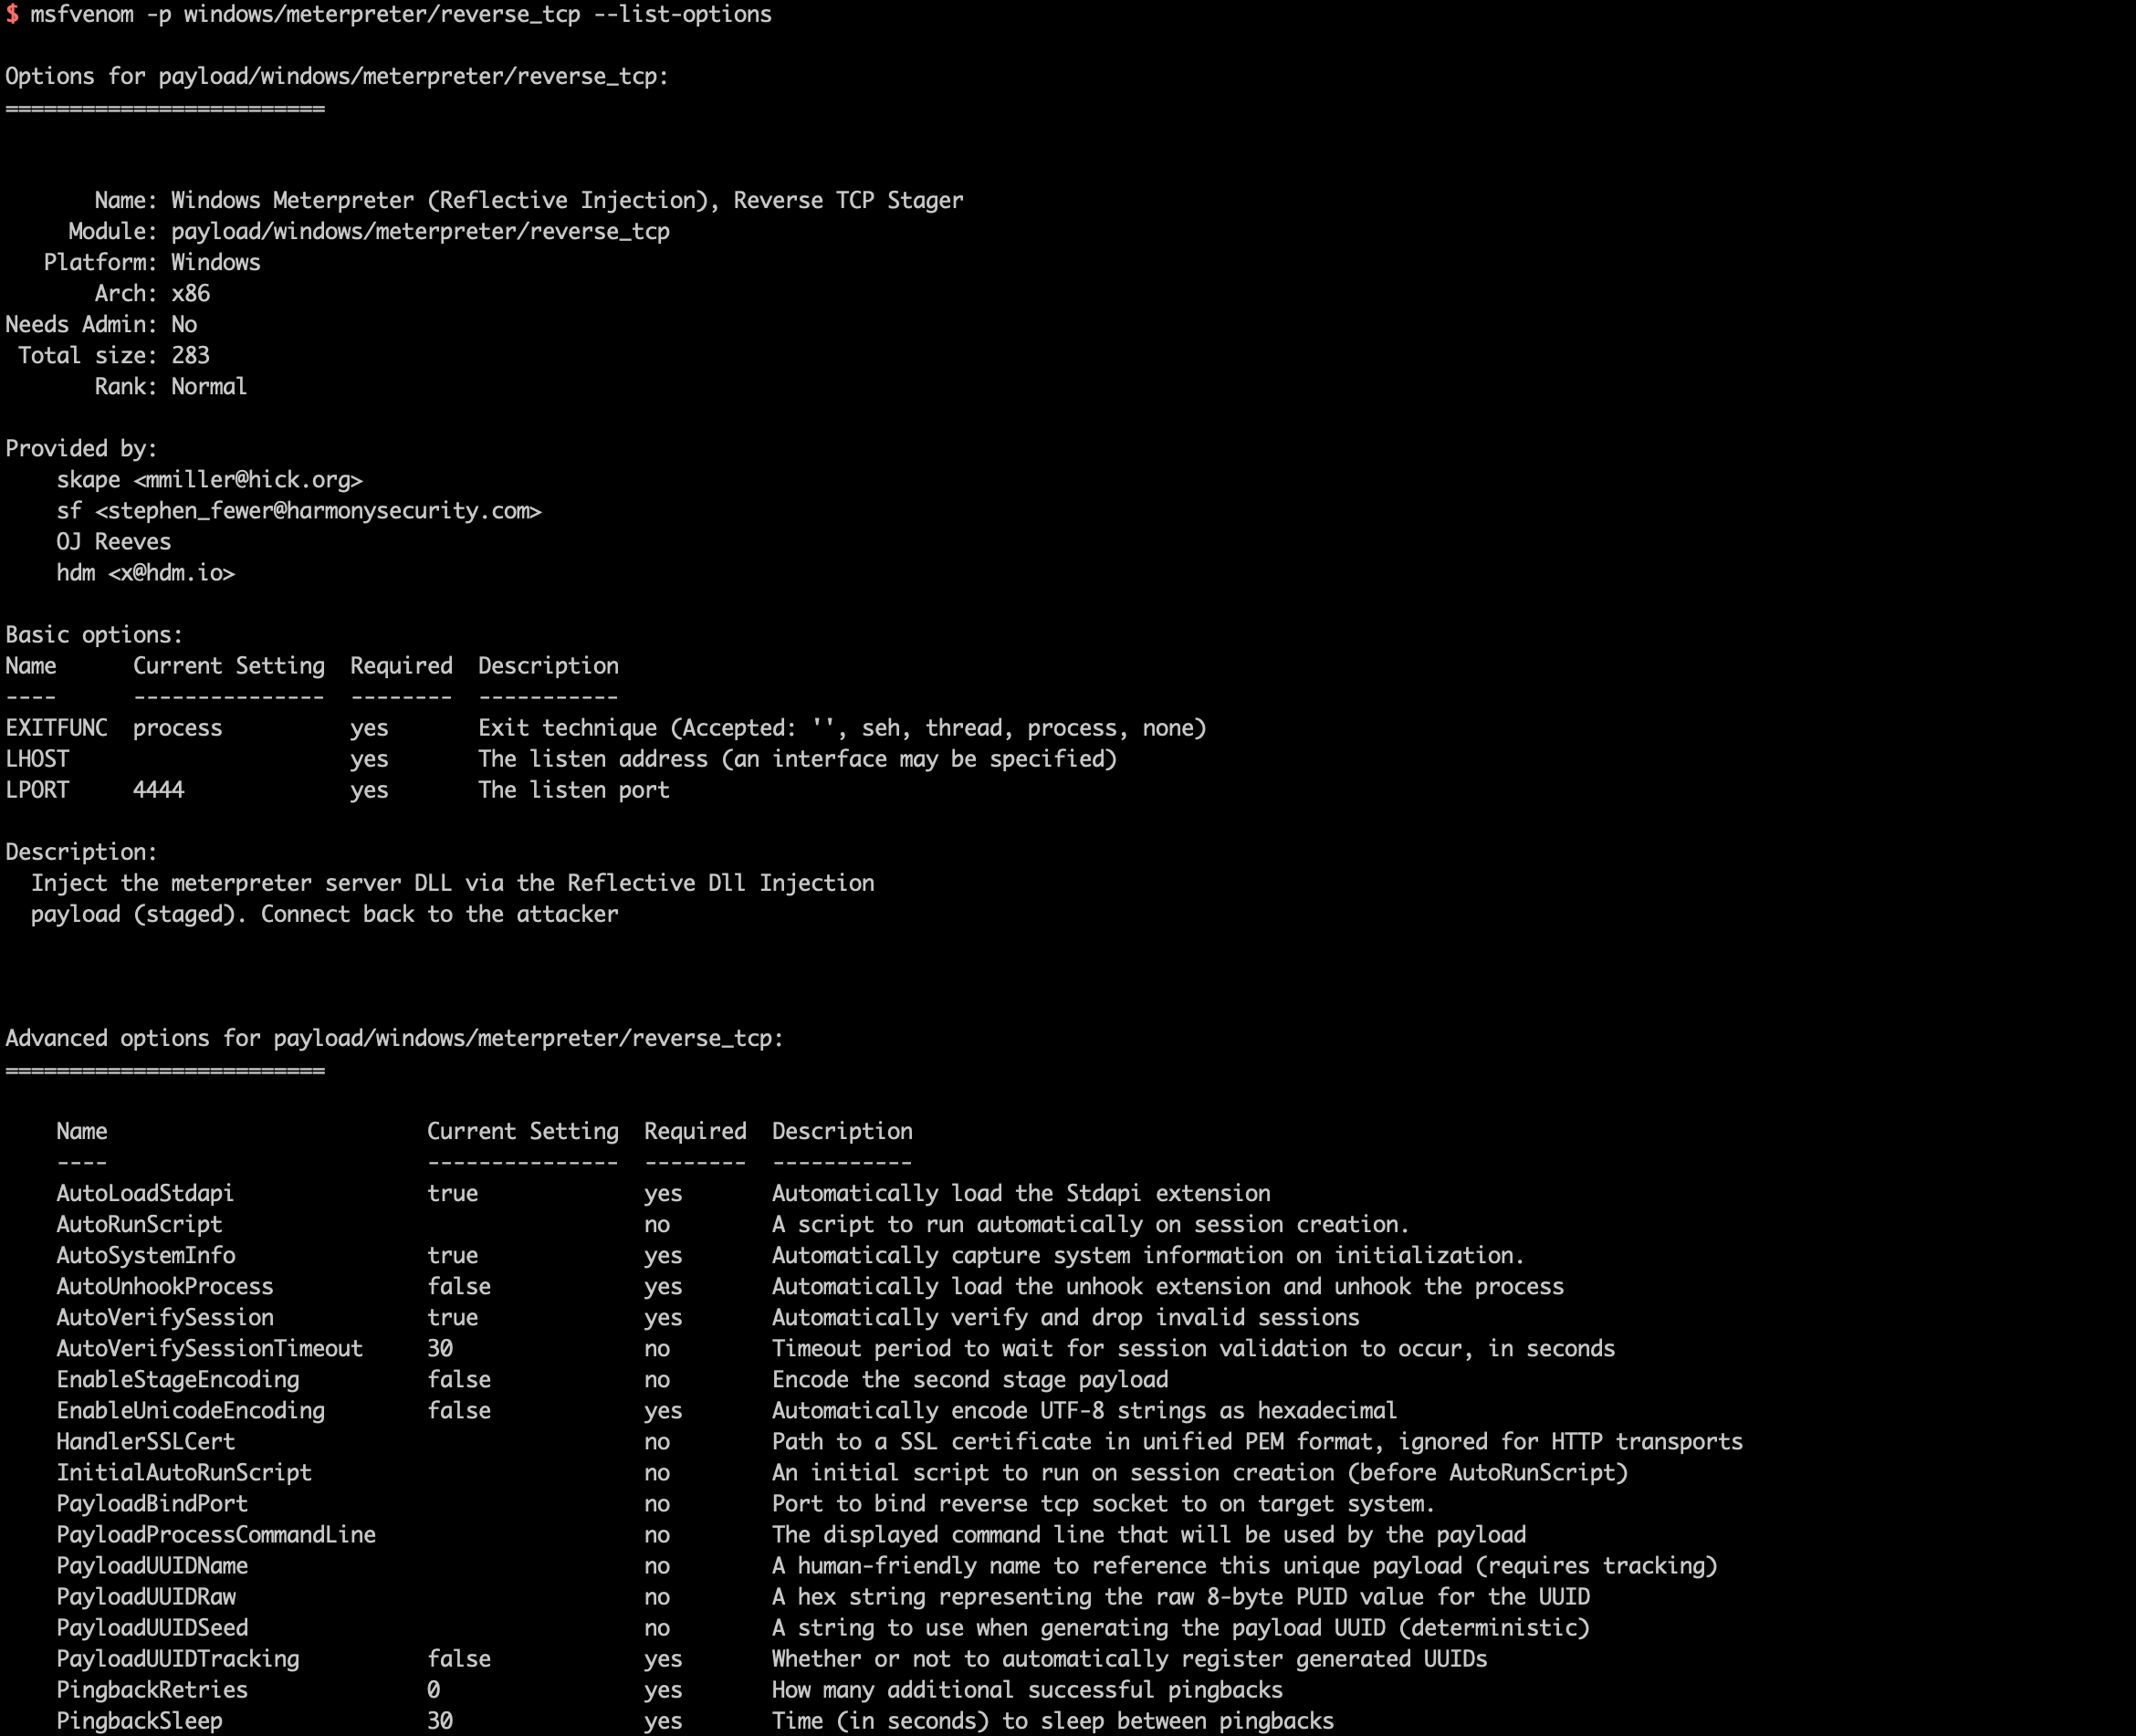 $ msfvenom -p windows/meterpreter/reverse_tcp --list-options
Options for payload/windows/meterpreter/reverse_tcp:
=========================
Name: Windows Meterpreter (Reflective Injection), Reverse TCP Stager
Module: payload/windows/meterpreter/reverse_tcp
Platform: Windows
Arch: x86
Needs Admin: No
Total size: 283
Rank: Normal
Provided by:
skape <mmiller@hick.org>
sf <stephen_fewer@harmonysecurity.com>
OJ Reeves
hdm <x@hdm.io>
Basic options:
Name      Current Setting  Required  Description
----      ---------------  --------  -----------
EXITFUNC  process          yes       Exit technique (Accepted: '', seh, thread, process, none)
LHOST                      yes       The listen address (an interface may be specified)
LPORT     4444             yes       The listen port
Description:
Inject the meterpreter server DLL via the Reflective Dll Injection
payload (staged). Connect back to the attacker
Advanced options for payload/windows/meterpreter/reverse_tcp:
=========================
Name                         Current Setting  Required  Description
----                         ---------------  --------  -----------
AutoLoadStdapi               true             yes       Automatically load the Stdapi extension
AutoRunScript                                 no        A script to run automatically on session creation.
AutoSystemInfo               true             yes       Automatically capture system information on initialization.
AutoUnhookProcess            false            yes       Automatically load the unhook extension and unhook the process
AutoVerifySession            true             yes       Automatically verify and drop invalid sessions
AutoVerifySessionTimeout     30               no        Timeout period to wait for session validation to occur, in seconds
EnableStageEncoding          false            no        Encode the second stage payload
EnableUnicodeEncoding        false            yes       Automatically encode UTF-8 strings as hexadecimal
HandlerSSLCert                                no        Path to a SSL certificate in unified PEM format, ignored for HTTP transports
InitialAutoRunScript                          no        An initial script to run on session creation (before AutoRunScript)
PayloadBindPort                               no        Port to bind reverse tcp socket to on target system.
PayloadProcessCommandLine                     no        The displayed command line that will be used by the payload
PayloadUUIDName                               no        A human-friendly name to reference this unique payload (requires tracking)
PayloadUUIDRaw                                no        A hex string representing the raw 8-byte PUID value for the UUID
PayloadUUIDSeed                               no        A string to use when generating the payload UUID (deterministic)
PayloadUUIDTracking          false            yes       Whether or not to automatically register generated UUIDs
PingbackRetries              0                yes       How many additional successful pingbacks
PingbackSleep                30               yes       Time (in seconds) to sleep between pingbacks